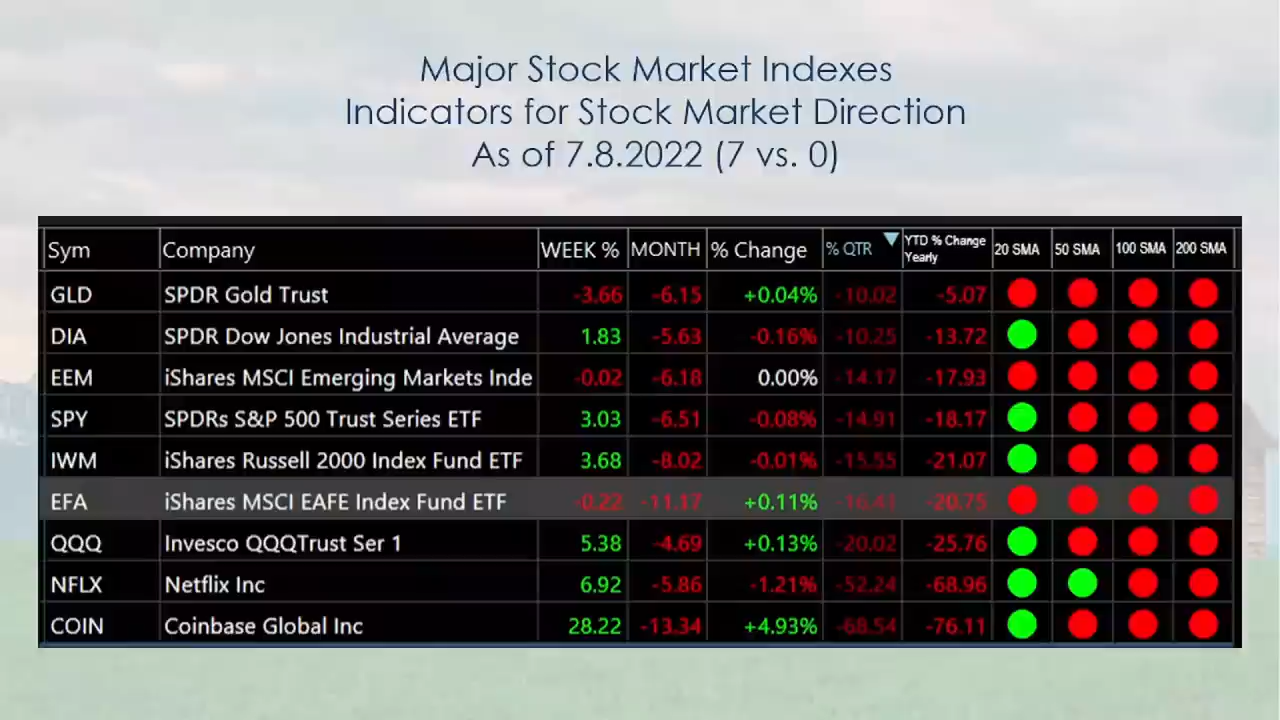 Major Stock Market Indexes
Indicators for Stock Market Direction
As of 7.8.2022 (7 vs. 0)
Sym Company WEEK % MONTH % Change % QTR YTD % Change Yearly 20 SMA 50 SMA 100 SMA 200 SMA
GLD SPDR Gold Trust -3.66 -6.15 +0.04% -10.02 -5.07
DIA SPDR Dow Jones Industrial Average 1.83 -5.63 -0.16% -10.25 -13.72
EEM iShares MSCI Emerging Markets Inde -0.02 -6.18 0.00% -14.17 -17.93
SPY SPDRs S&P 500 Trust Series ETF 3.03 -6.51 -0.08% -14.91 -18.17
IWM iShares Russell 2000 Index Fund ETF 3.68 -8.02 -0.01% -15.55 -21.07
EFA iShares MSCI EAFE Index Fund ETF -0.22 -11.17 +0.11% -16.41 -20.75
QQQ Invesco QQQTrust Ser 1 5.38 -4.69 +0.13% -20.02 -25.76
NFLX Netflix Inc 6.92 -5.86 -1.21% -52.24 -68.96
COIN Coinbase Global Inc 28.22 -13.34 +4.93% -68.54 -76.11